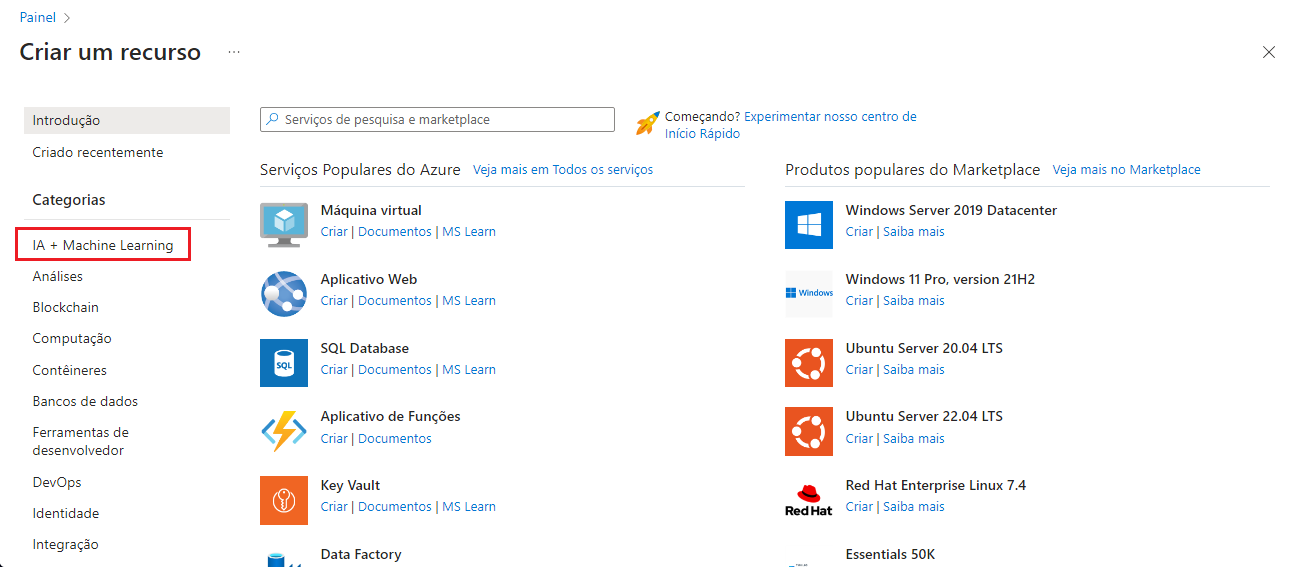 Painel
Criar um recurso
...
Introdução
Criado recentemente
Categorias
IA + Machine Learning
Análises
Blockchain
Computação
Contêineres
Bancos de dados
Ferramentas de
desenvolvedor
DevOps
Identidade
Integração
Serviços de pesquisa e marketplace
Começando? Experimentar nosso centro de
Início Rápido
Serviços Populares do Azure Veja mais em Todos os serviços
Máquina virtual
Criar | Documentos | MS Learn
Aplicativo Web
Criar | Documentos | MS Learn
SQL
SQL Database
Criar | Documentos | MS Learn
Aplicativo de Funções
Criar | Documentos
Key Vault
Criar | Documentos | MS Learn
Data Factory
Produtos populares do Marketplace Veja mais no Marketplace
Windows Server 2019 Datacenter
Criar | Saiba mais
Windows
Windows 11 Pro, version 21H2
Criar | Saiba mais
Ubuntu Server 20.04 LTS
Criar | Saiba mais
Ubuntu Server 22.04 LTS
Criar | Saiba mais
Red Hat
Red Hat Enterprise Linux 7.4
Criar | Saiba mais
Essentials 50K